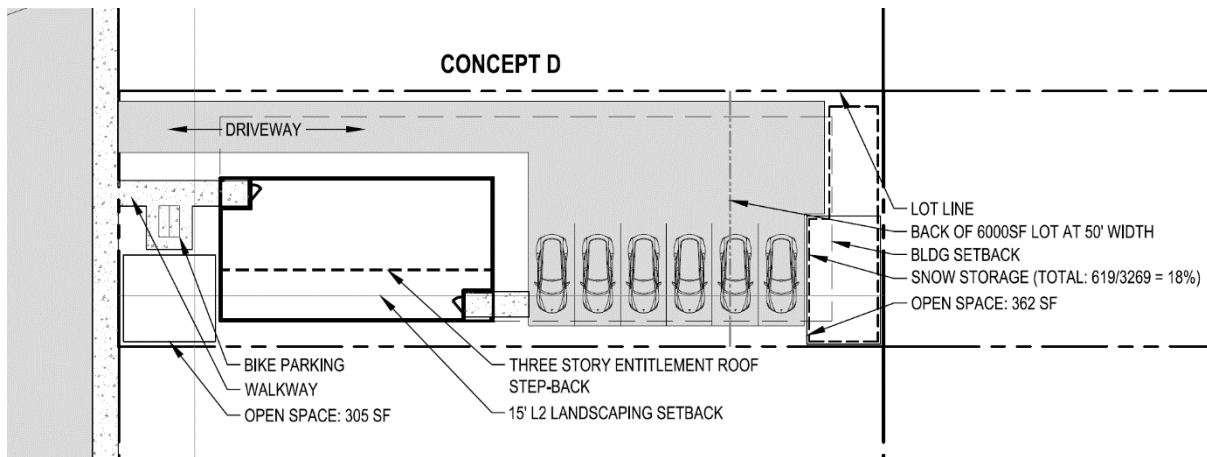 CONCEPT D
DRIVEWAY
LOT LINE
BACK OF 6000SF LOT AT 50' WIDTH
BLDG SETBACK
SNOW STORAGE (TOTAL: 619/3269 = 18%)
OPEN SPACE: 362 SF
BIKE PARKING
WALKWAY
OPEN SPACE: 305 SF
THREE STORY ENTITLEMENT ROOF
STEP-BACK
15' L2 LANDSCAPING SETBACK